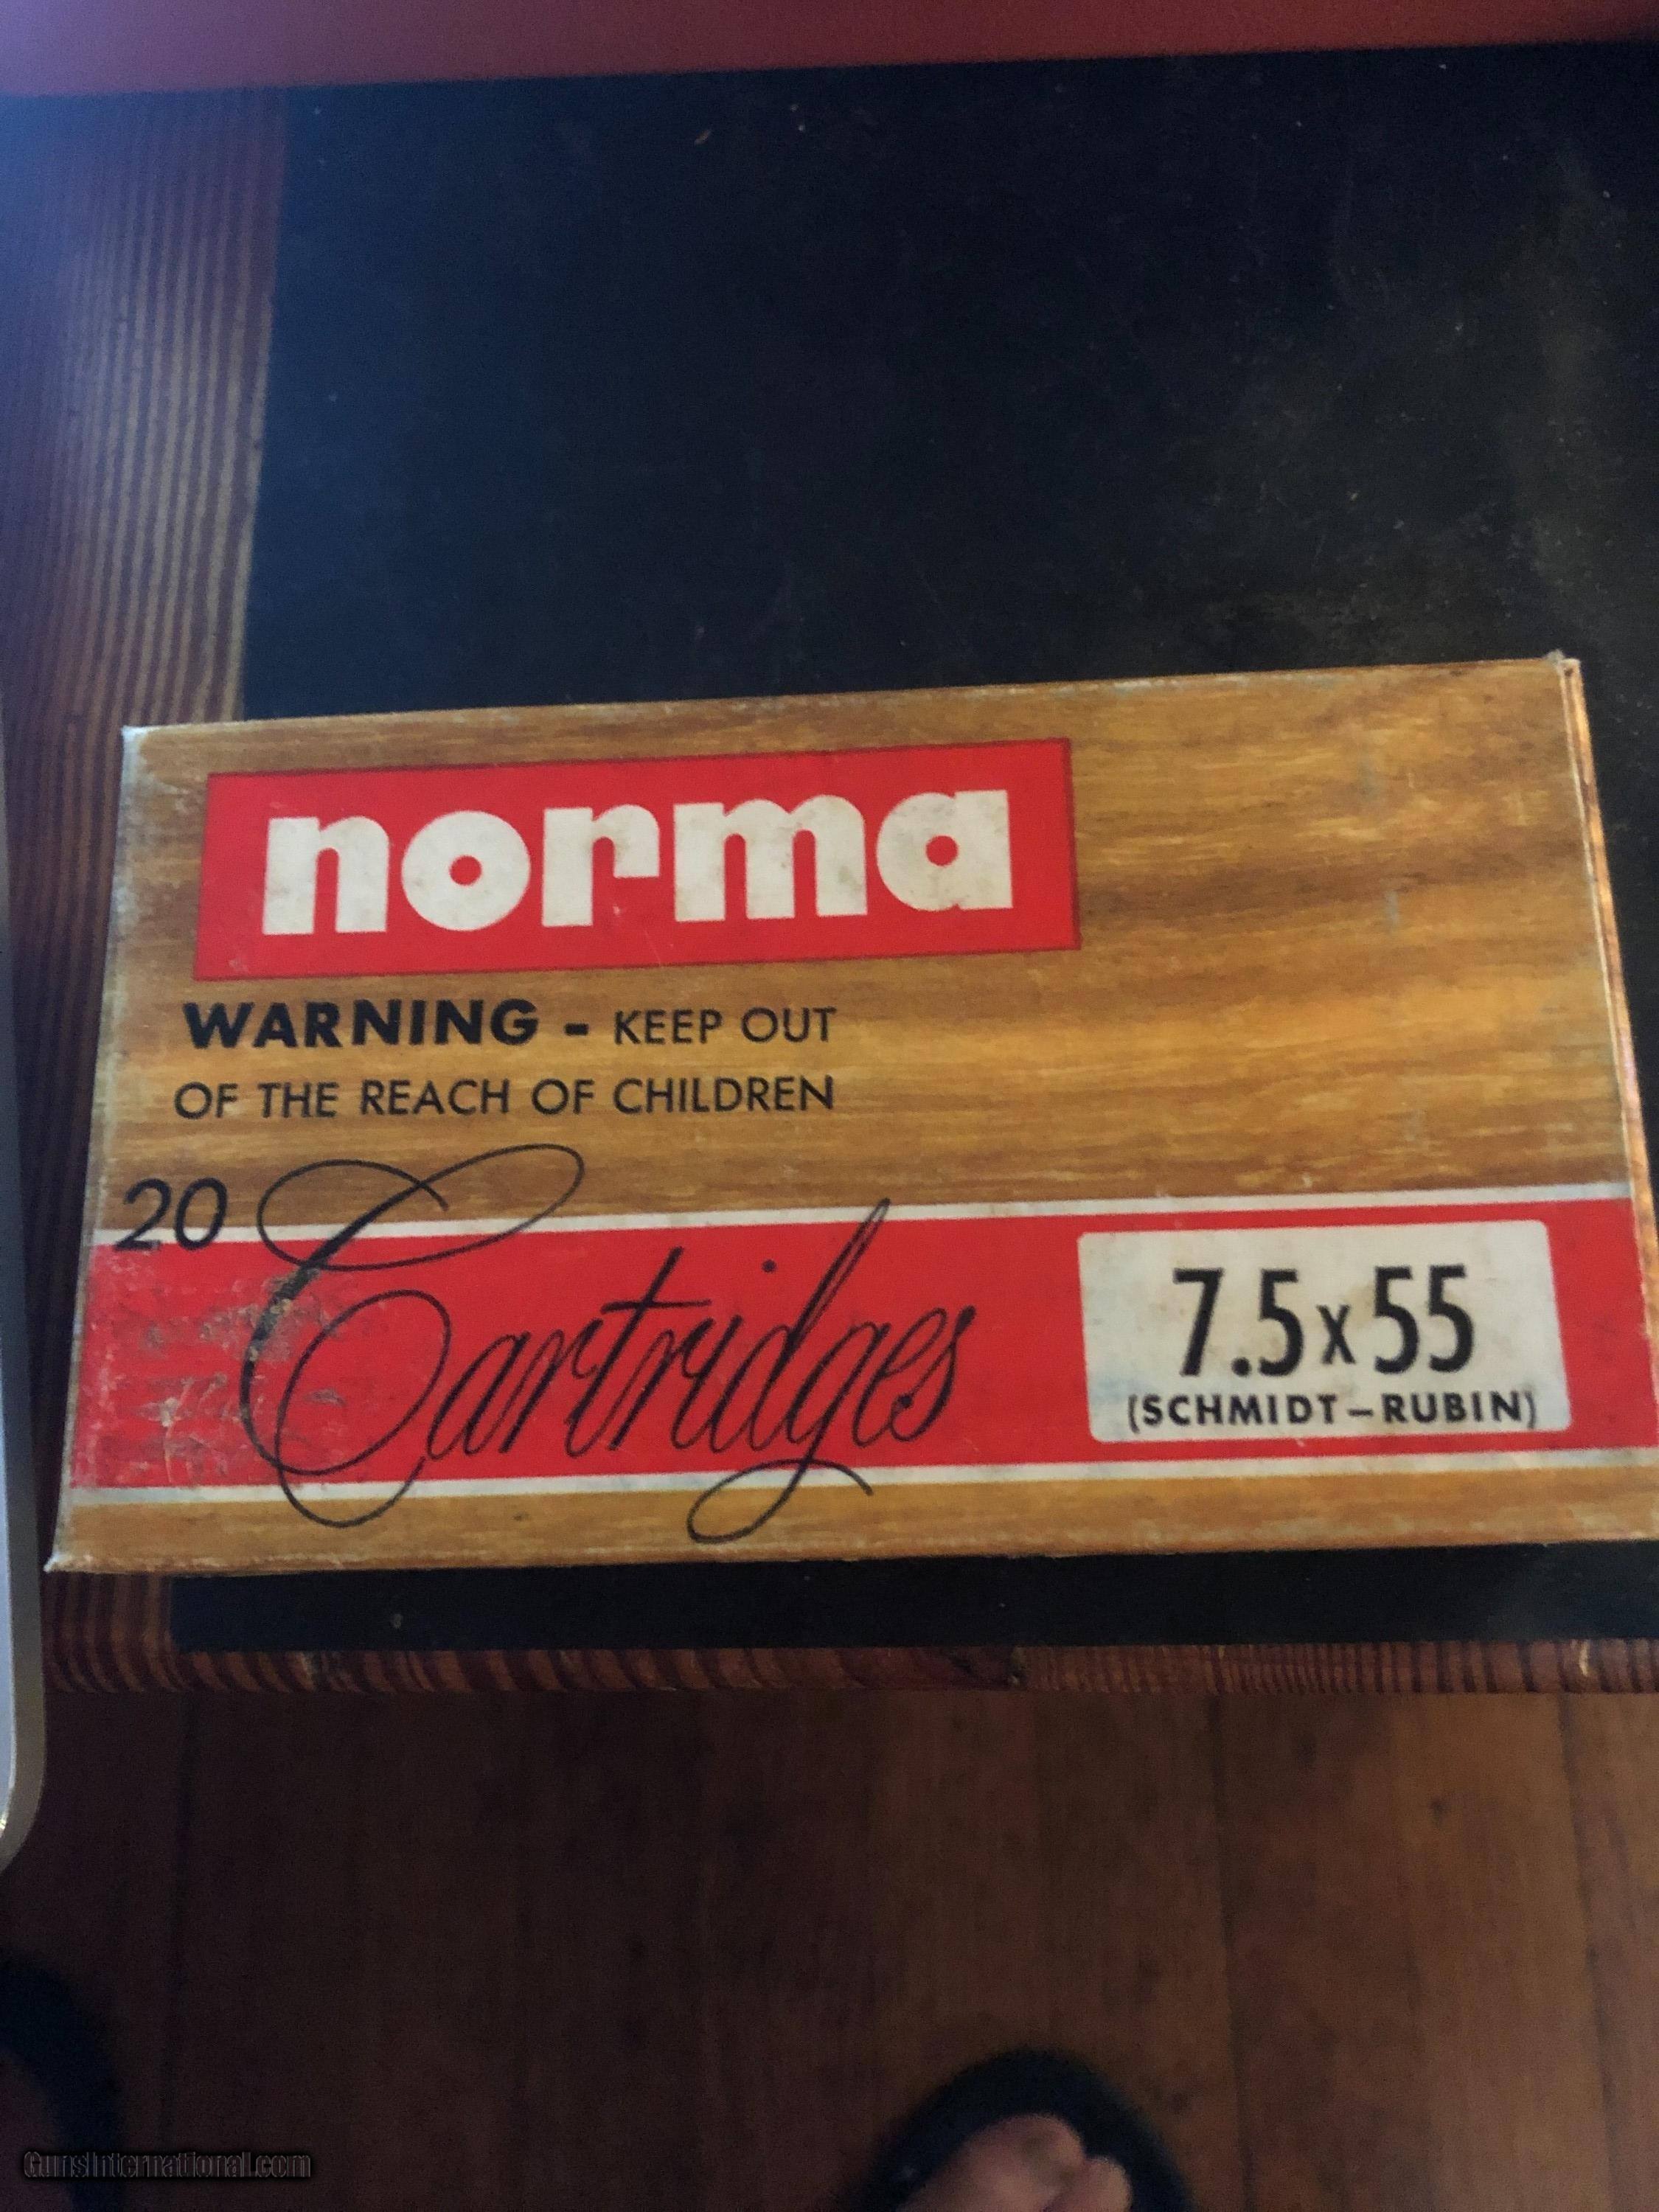 norma
WARNING - KEEP OUT
OF THE REACH OF CHILDREN
20 Cartridges
7.5x55
(SCHMIDT-RUBIN)
GunsInternational.com